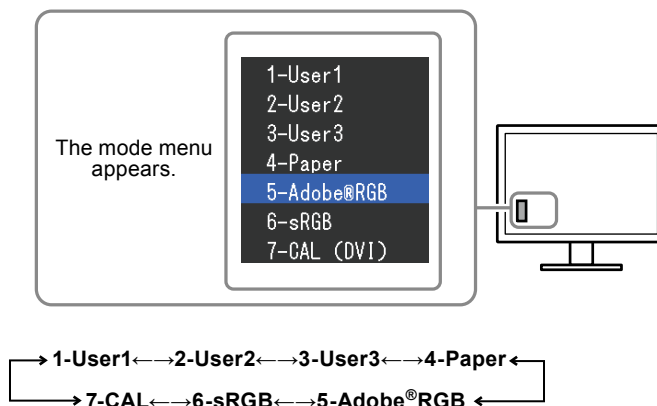 The mode menu
appears.
1-User1
2-User2
3-User3
4-Paper
5-Adobe®RGB
6-sRGB
7-CAL (DVI)
1-User1←→2-User2←→3-User3←→4-Paper
7-CAL←→6-sRGB←→5-Adobe®RGB